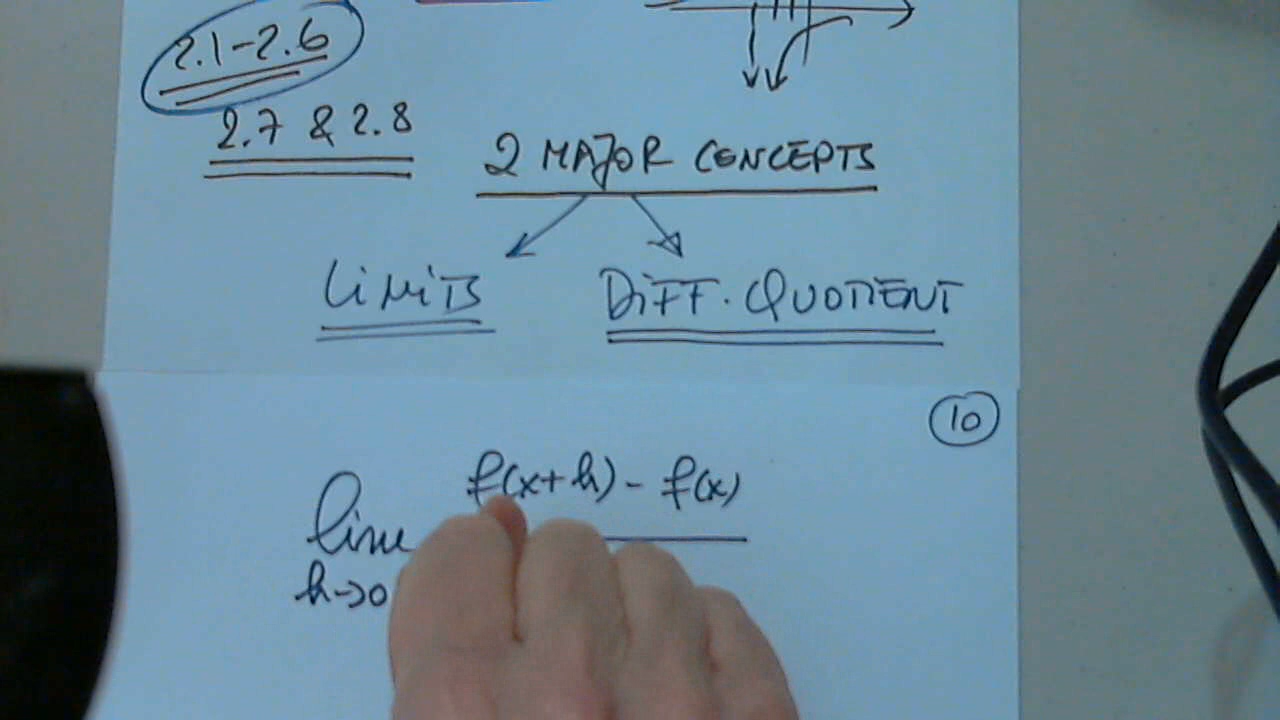 2.1-2.6
2.7 & 2.8
2 MAJOR CONCEPTS
LIMITS
DIFF. QUOTIENT
10
f(x+h) - f(x)
lim
h→0